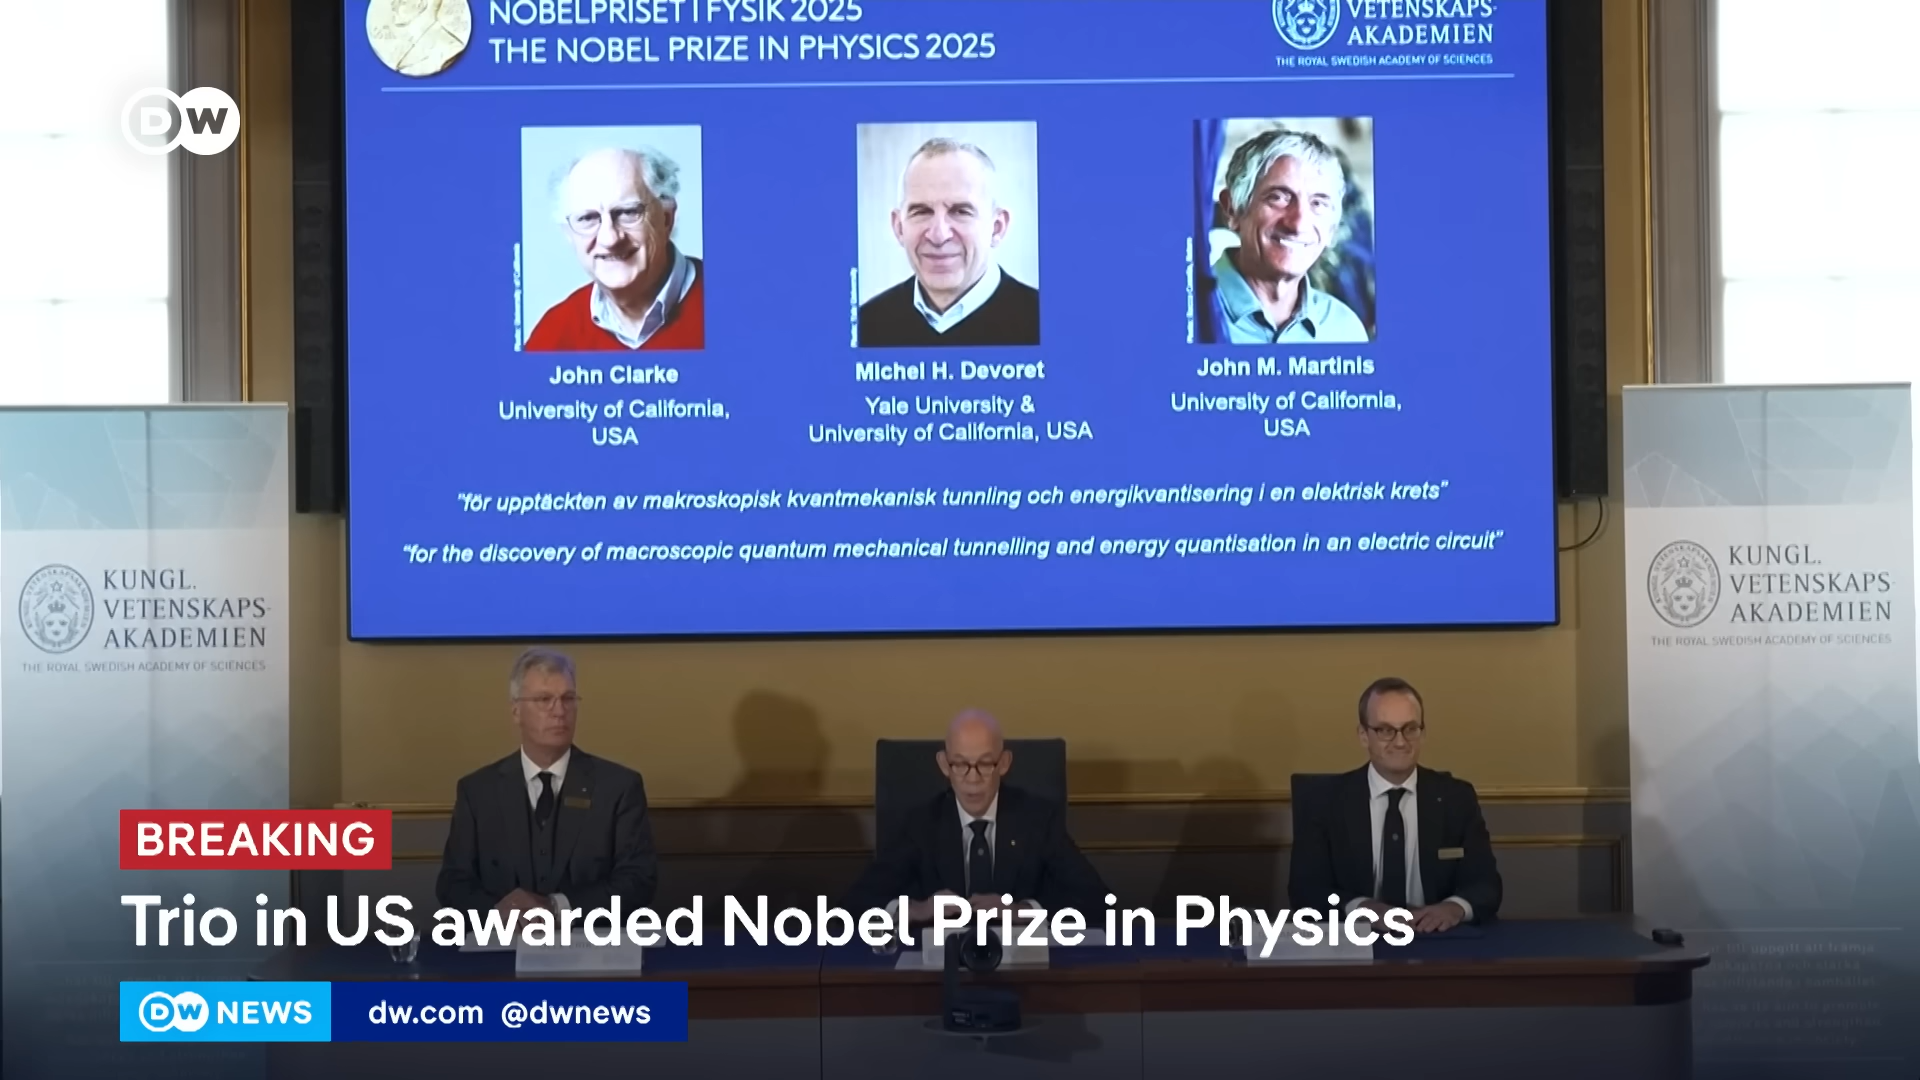 NOBELPRISET I FYSIK 2025
THE NOBEL PRIZE IN PHYSICS 2025
VETENSKAPS-
AKADEMIEN
THE ROYAL SWEDISH ACADEMY OF SCIENCES
DW
John Clarke
University of California,
USA
Michel H. Devoret
Yale University &
University of California, USA
John M. Martinis
University of California,
USA
"för upptäckten av makroskopisk kvantmekanisk tunnling och energikvantisering i en elektrisk krets"
"for the discovery of macroscopic quantum mechanical tunnelling and energy quantisation in an electric circuit"
KUNGL.
VETENSKAPS-
AKADEMIEN
THE ROYAL SWEDISH ACADEMY OF SCIENCES
KUNGL.
VETENSKAPS-
AKADEMIEN
THE ROYAL SWEDISH ACADEMY OF SCIENCES
BREAKING
Trio in US awarded Nobel Prize in Physics
DW NEWS dw.com @dwnews